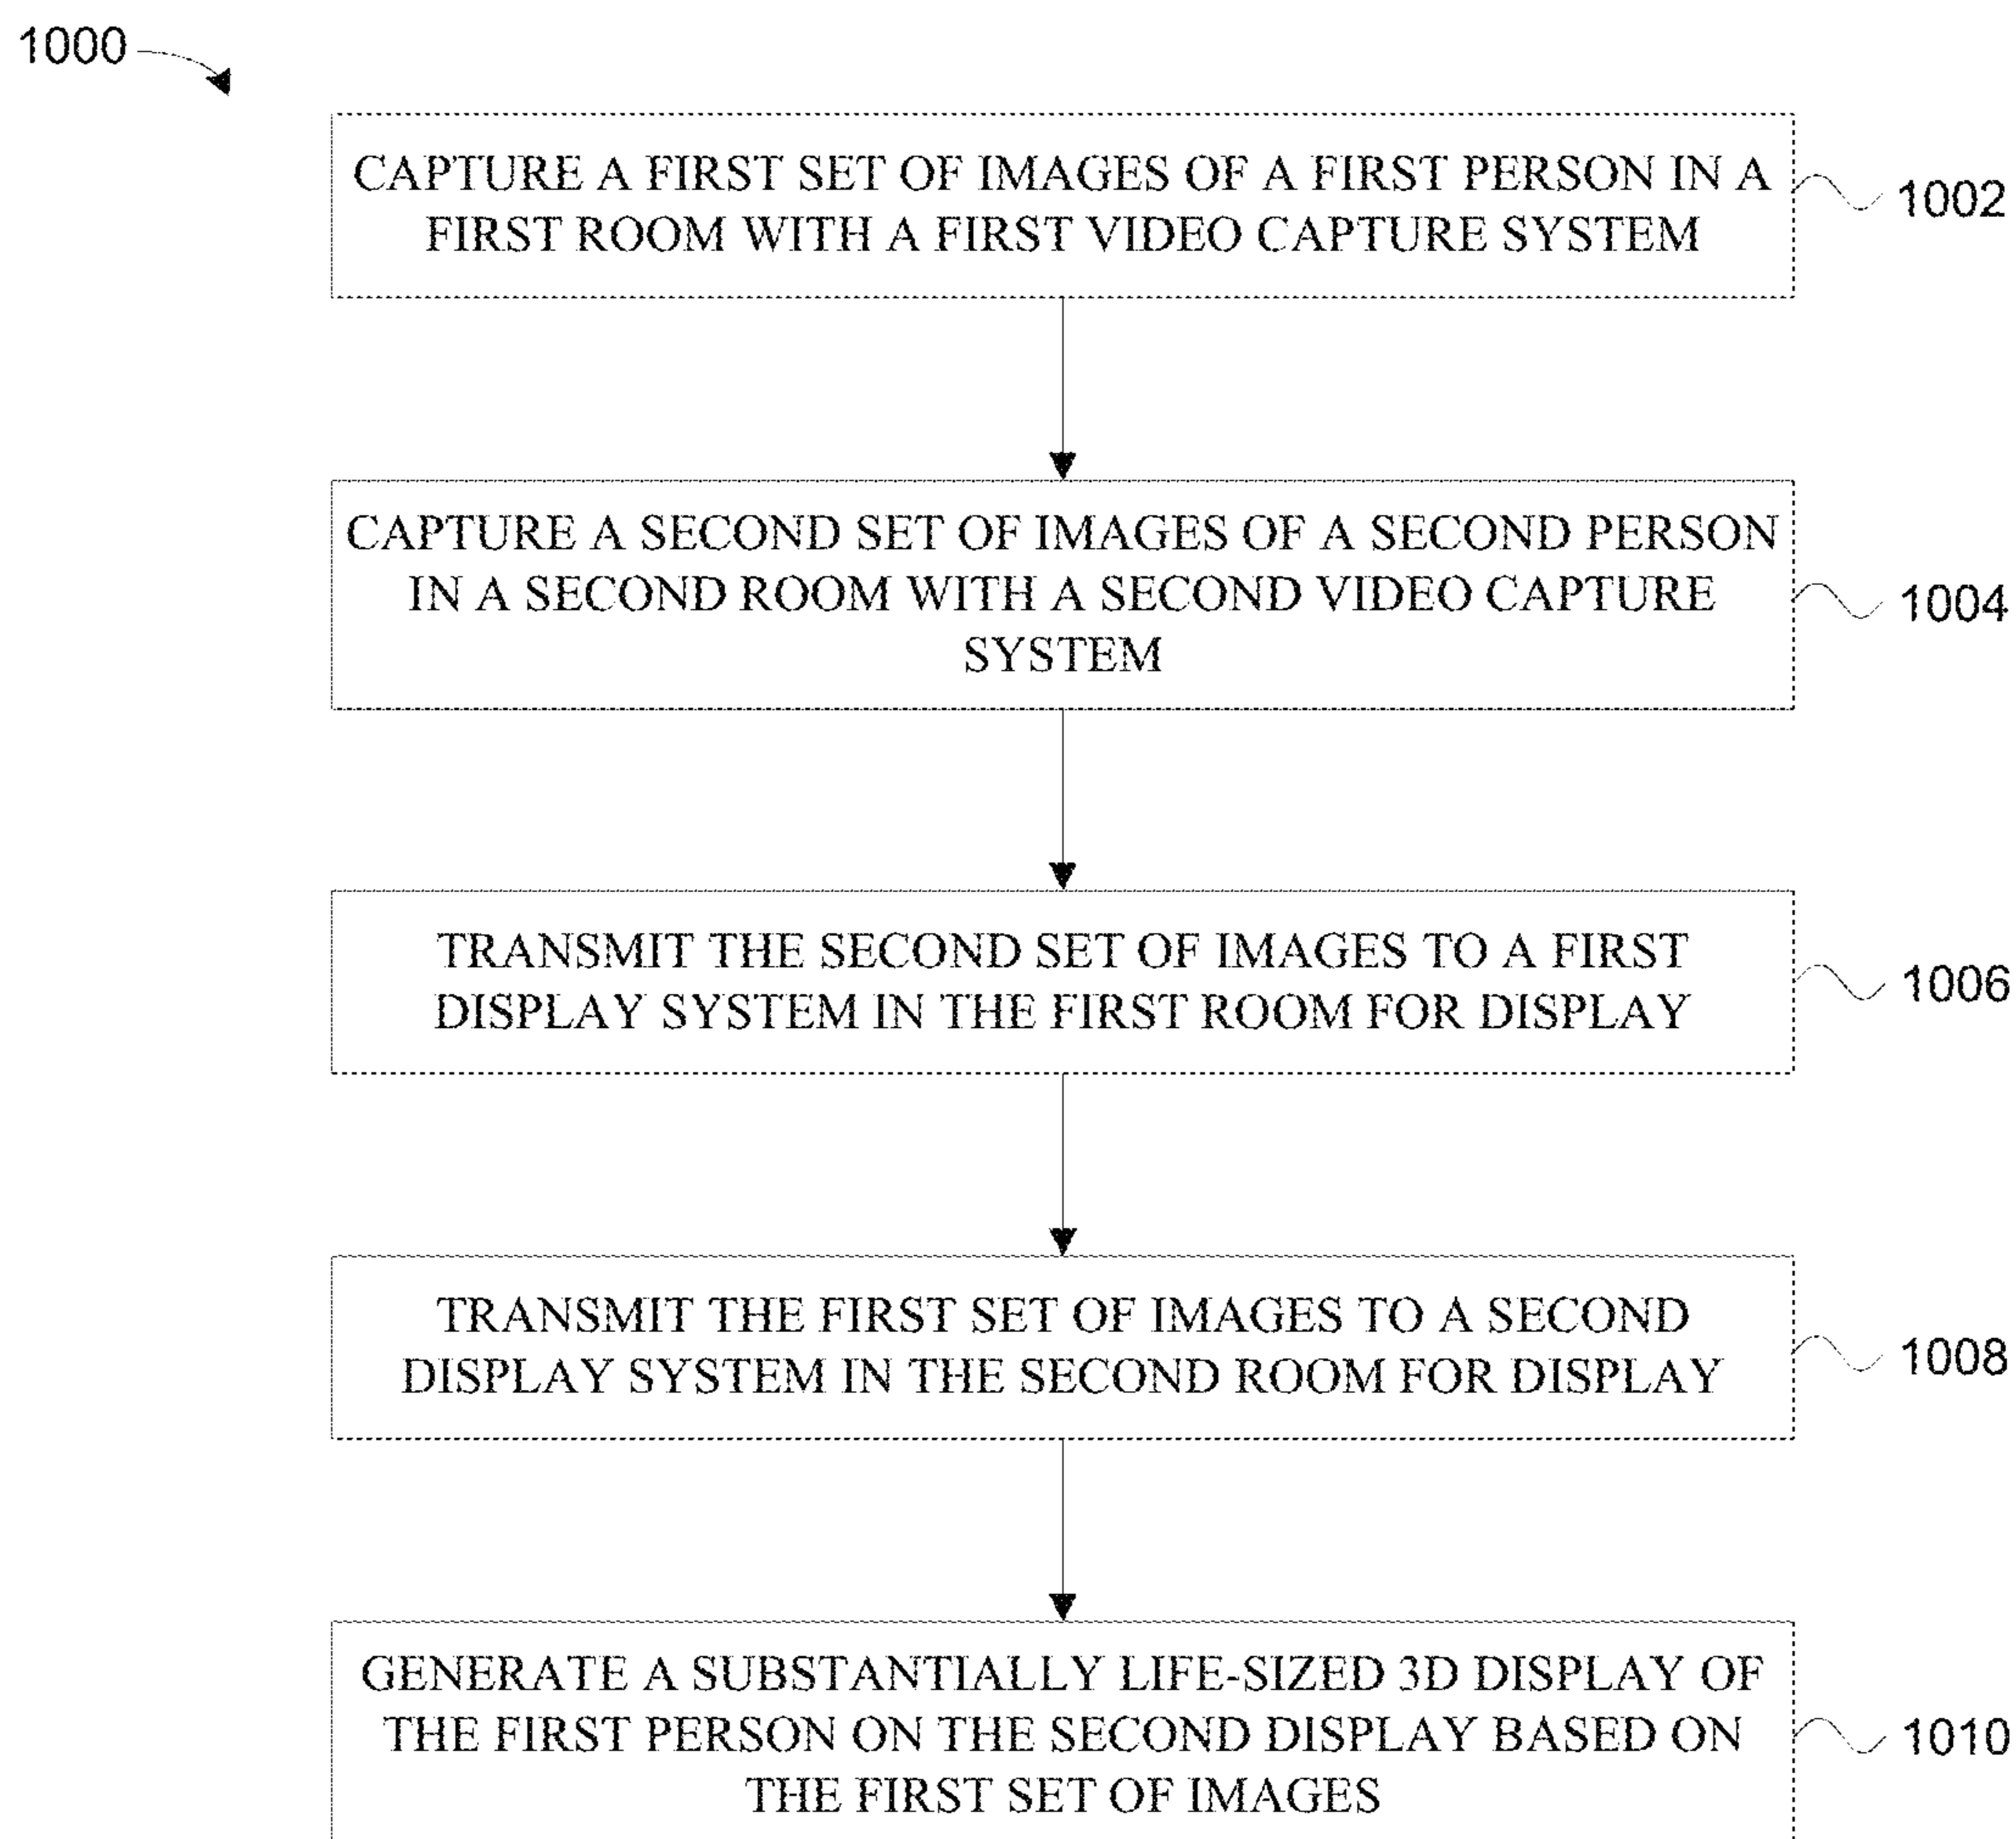 1000
CAPTURE A FIRST SET OF IMAGES OF A FIRST PERSON IN A
FIRST ROOM WITH A FIRST VIDEO CAPTURE SYSTEM
1002
CAPTURE A SECOND SET OF IMAGES OF A SECOND PERSON
IN A SECOND ROOM WITH A SECOND VIDEO CAPTURE
SYSTEM
1004
TRANSMIT THE SECOND SET OF IMAGES TO A FIRST
DISPLAY SYSTEM IN THE FIRST ROOM FOR DISPLAY
1006
TRANSMIT THE FIRST SET OF IMAGES TO A SECOND
DISPLAY SYSTEM IN THE SECOND ROOM FOR DISPLAY
1008
GENERATE A SUBSTANTIALLY LIFE-SIZED 3D DISPLAY OF
THE FIRST PERSON ON THE SECOND DISPLAY BASED ON
THE FIRST SET OF IMAGES
1010